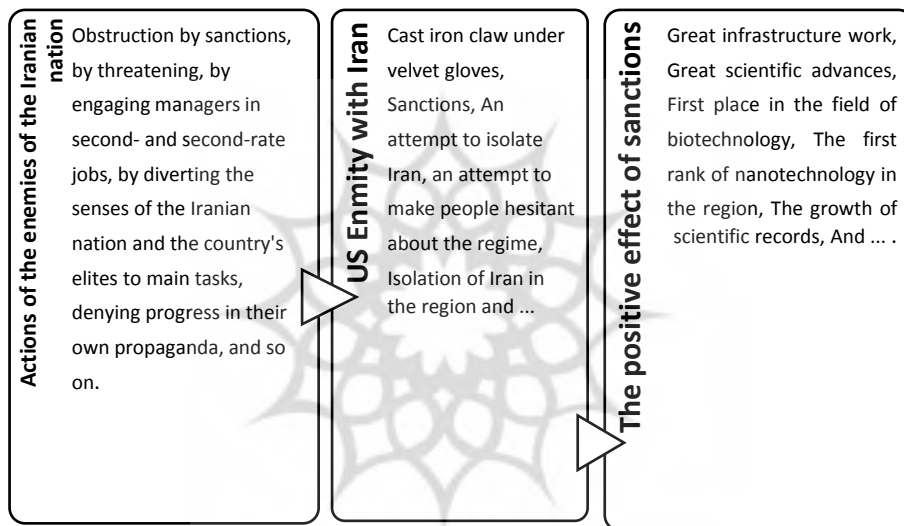 Actions of the enemies of the Iranian
nation
Obstruction by sanctions,
by threatening, by
engaging managers in
second- and second-rate
jobs, by diverting the
senses of the Iranian
nation and the country's
elites to main tasks,
denying progress in their
own propaganda, and so
on.
US Enmity with Iran
Cast iron claw under
velvet gloves,
Sanctions, An
attempt to isolate
Iran, an attempt to
make people hesitant
about the regime,
Isolation of Iran in
the region and ...
The positive effect of sanctions
Great infrastructure work,
Great scientific advances,
First place in the field of
biotechnology, The first
rank of nanotechnology in
the region, The growth of
scientific records, And ... .